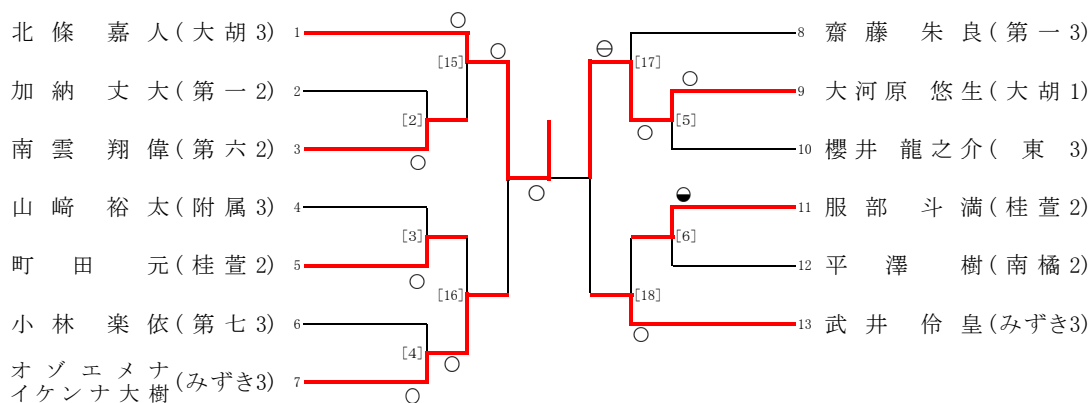 北條嘉人(大胡3) 1
加納丈大(第一2) 2
南雲翔偉(第六2) 3
山﨑裕太(附属3) 4
町田元(桂萱2) 5
小林楽依(第七3) 6
オゾエメナ
イケンナ大樹(みずき3) 7
[15]
[2]
[3]
[16]
[4]
[17]
[5]
[6]
[18]
8 齋藤朱良(第一3)
9 大河原悠生(大胡1)
10 櫻井龍之介(東3)
11 服部斗満(桂萱2)
12 平澤樹(南橘2)
13 武井伶皇(みずき3)